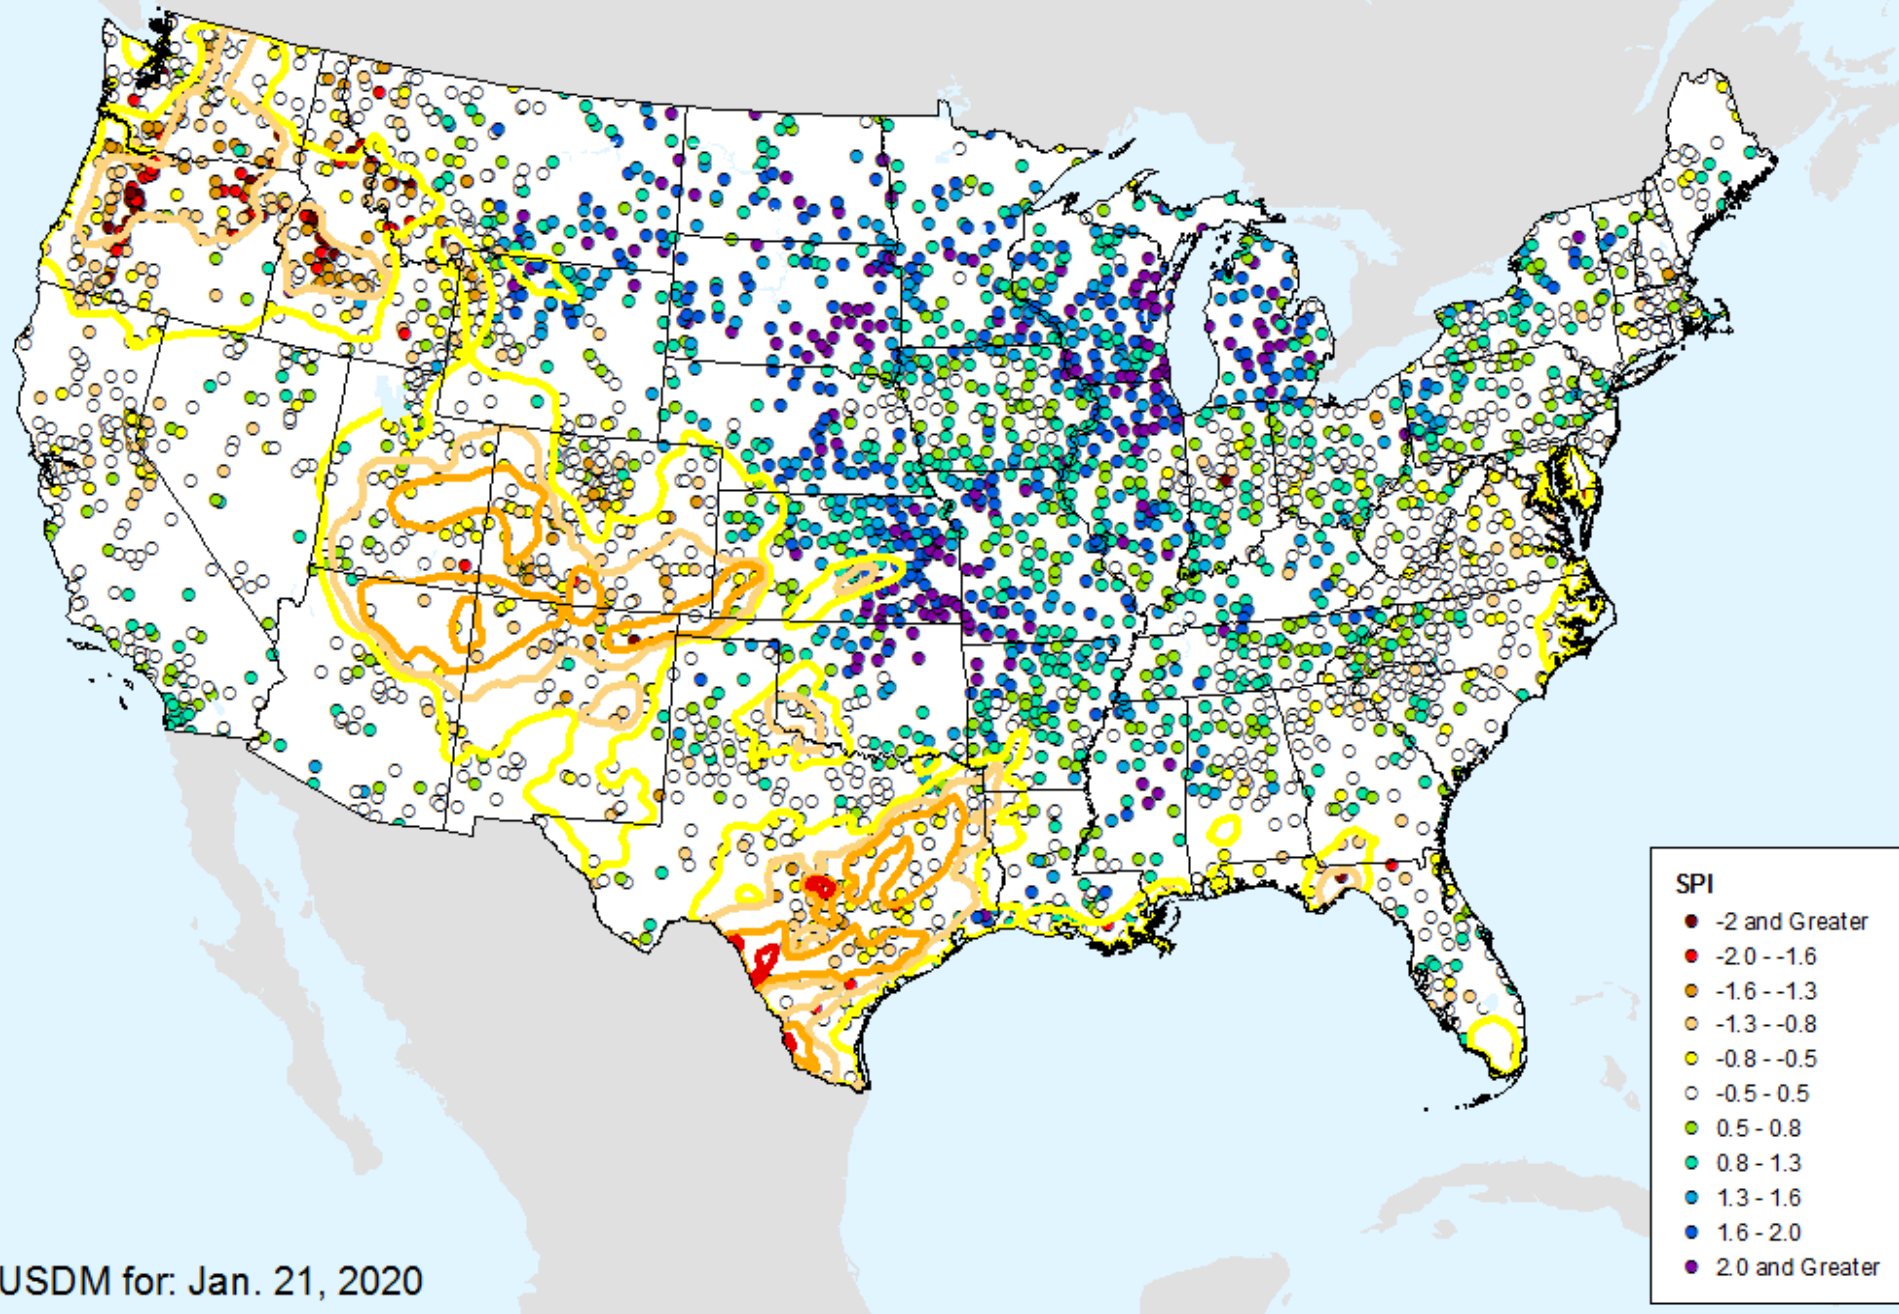 SPI
-2 and Greater
-2.0 - -1.6
-1.6 - -1.3
-1.3 - -0.8
-0.8 - -0.5
-0.5 - 0.5
0.5 - 0.8
0.8 - 1.3
1.3 - 1.6
1.6 - 2.0
2.0 and Greater
USDM for: Jan. 21, 2020